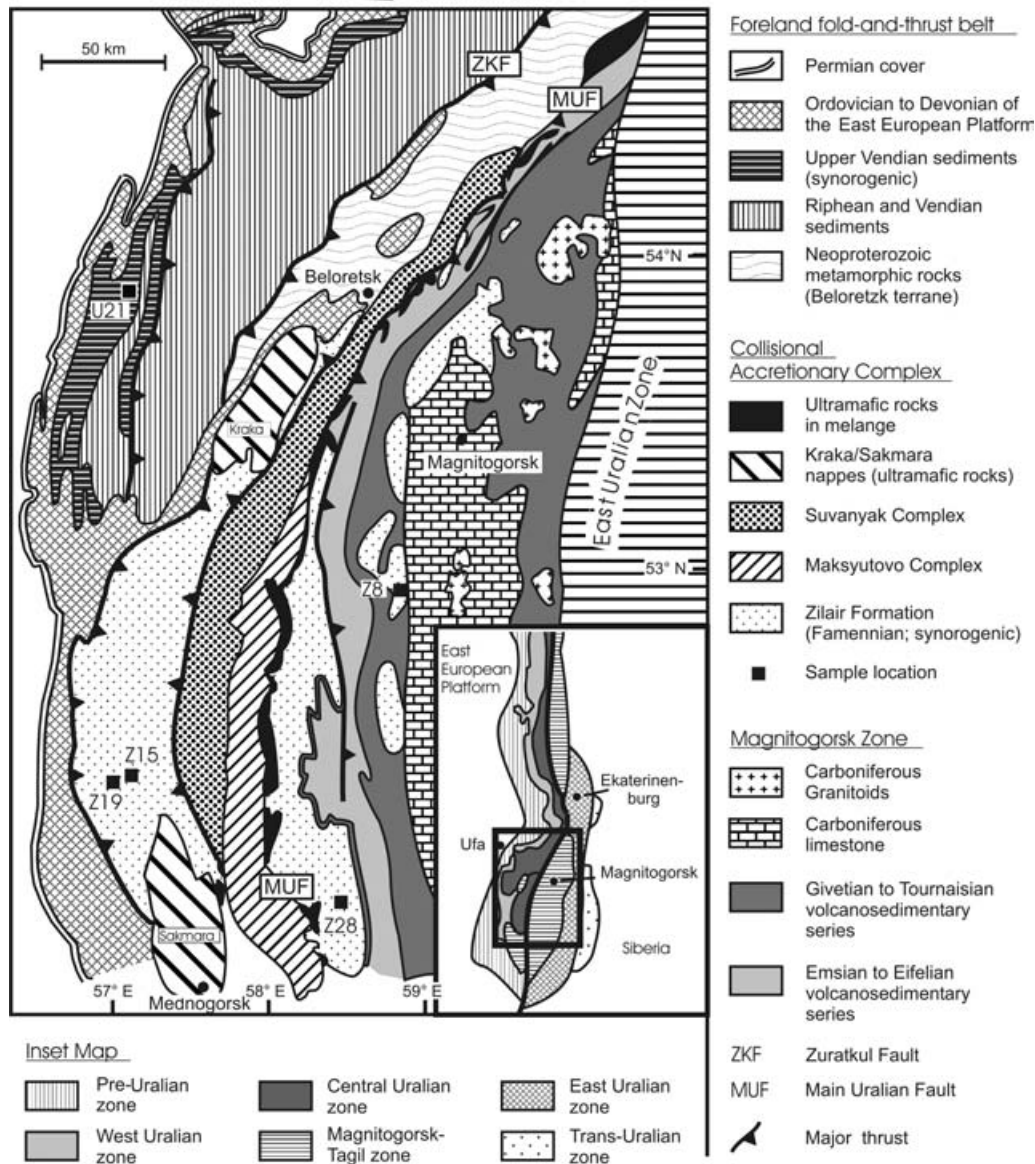 50 km
ZKF
MUF
54°N
Beloretsk
U21
Kraka
Magnitogorsk
East Uralian Zone
53° N
Z8
Z15
Z19
MUF
Z28
Sakmara
Mednogorsk
57° E
58° E
59° E
East
European
Platform
Ekaterinen-
burg
Ufa
Magnitogorsk
Siberia
Foreland fold-and-thrust belt
Permian cover
Ordovician to Devonian of
the East European Platform
Upper Vendian sediments
(synorogenic)
Riphean and Vendian
sediments
Neoproterozoic
metamorphic rocks
(Beloretzk terrane)
Collisional
Accretionary Complex
Ultramafic rocks
in melange
Kraka/Sakmara
nappes (ultramafic rocks)
Suvanyak Complex
Maksyutovo Complex
Zilair Formation
(Famennian; synorogenic)
Sample location
Magnitogorsk Zone
Carboniferous
Granitoids
Carboniferous
limestone
Givetian to Tournaisian
volcanosedimentary
series
Emsian to Eifelian
volcanosedimentary
series
ZKF Zuratkul Fault
MUF Main Uralian Fault
Major thrust
Inset Map
Pre-Uralian
zone
West Uralian
zone
Central Uralian
zone
Magnitogorsk-
Tagil zone
East Uralian
zone
Trans-Uralian
zone